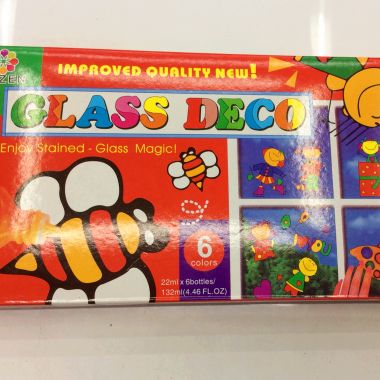 IMPROVED QUALITY NEW!
GLASS DECO
Enjoy Stained - Glass Magic!
6
colors
22ml x 6bottles/
132ml(4.46 FL.OZ)